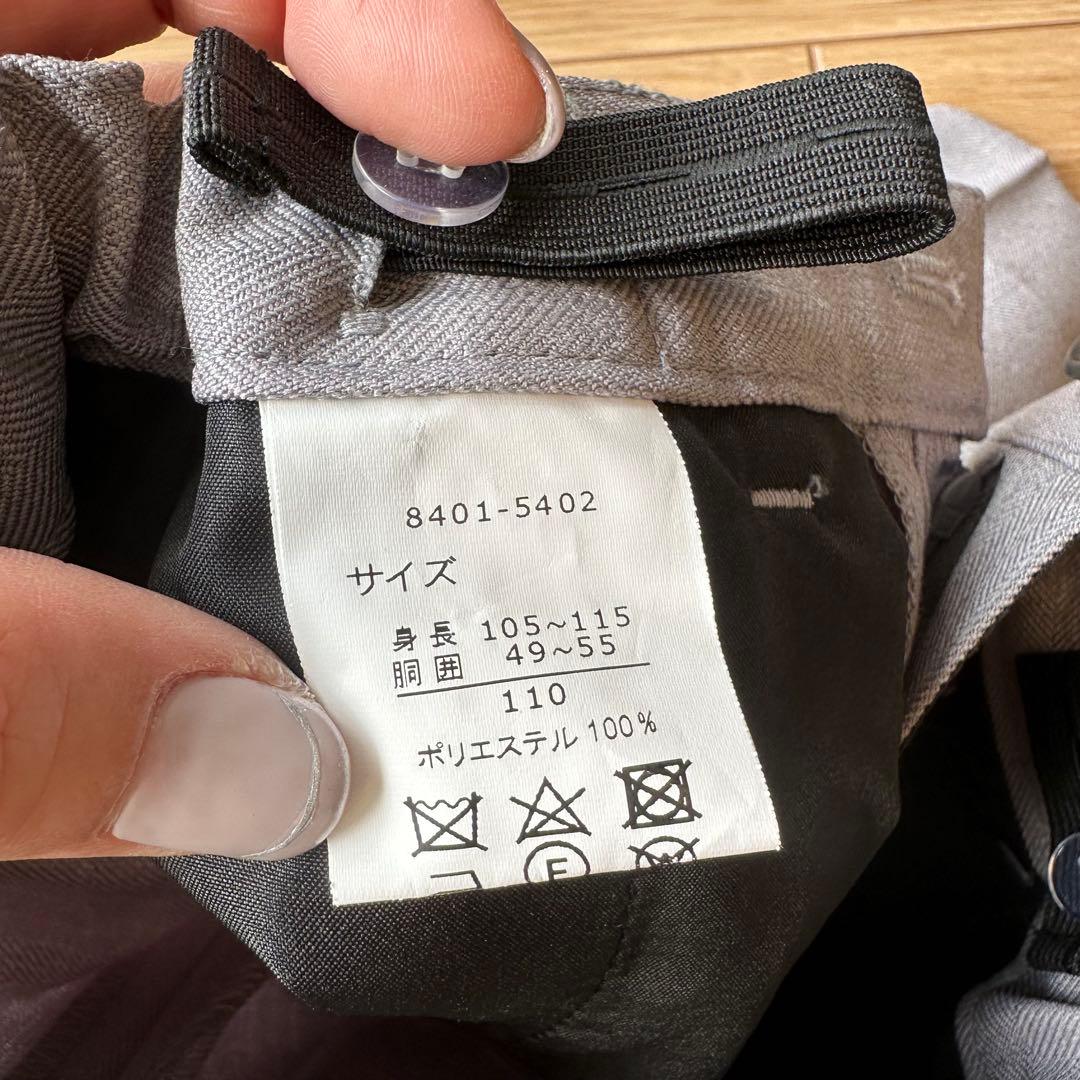 8401-5402
サイズ
身長 105~115
胴囲 49~55
110
ポリエステル 100%
F